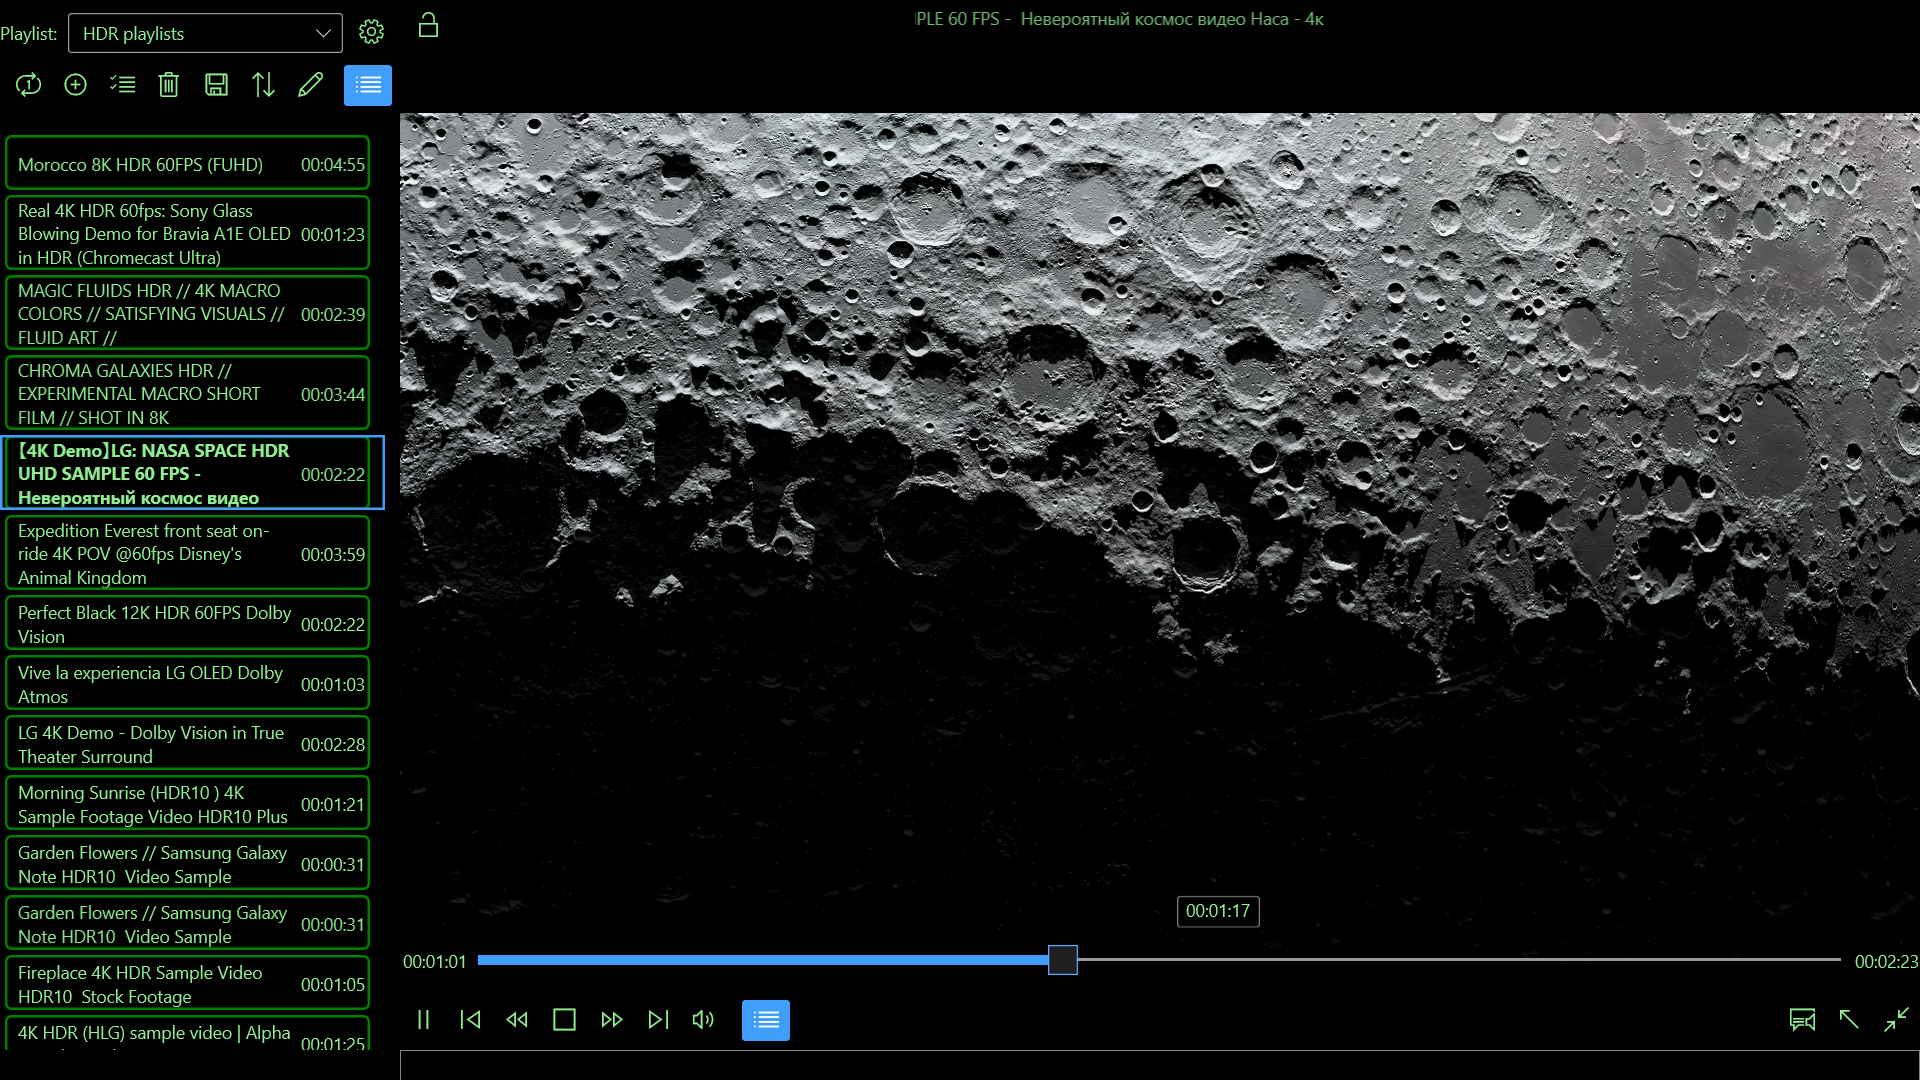 Playlist:
HDR playlists
PLE 60 FPS -  Невероятный космос видео Наса - 4к
1
Morocco 8K HDR 60FPS (FUHD)
00:04:55
Real 4K HDR 60fps: Sony Glass
Blowing Demo for Bravia A1E OLED
in HDR (Chromecast Ultra)
00:01:23
MAGIC FLUIDS HDR // 4K MACRO
COLORS // SATISFYING VISUALS //
FLUID ART //
00:02:39
CHROMA GALAXIES HDR //
EXPERIMENTAL MACRO SHORT
FILM // SHOT IN 8K
00:03:44
【4K Demo】LG: NASA SPACE HDR
UHD SAMPLE 60 FPS -
Невероятный космос видео
00:02:22
Expedition Everest front seat on-
ride 4K POV @60fps Disney's
Animal Kingdom
00:03:59
Perfect Black 12K HDR 60FPS Dolby
Vision
00:02:22
Vive la experiencia LG OLED Dolby
Atmos
00:01:03
LG 4K Demo - Dolby Vision in True
Theater Surround
00:02:28
Morning Sunrise (HDR10 ) 4K
Sample Footage Video HDR10 Plus
00:01:21
Garden Flowers // Samsung Galaxy
Note HDR10  Video Sample
00:00:31
Garden Flowers // Samsung Galaxy
Note HDR10  Video Sample
00:00:31
Fireplace 4K HDR Sample Video
HDR10  Stock Footage
00:01:05
4K HDR (HLG) sample video | Alpha
00:01:25
00:01:17
00:01:01
00:02:23